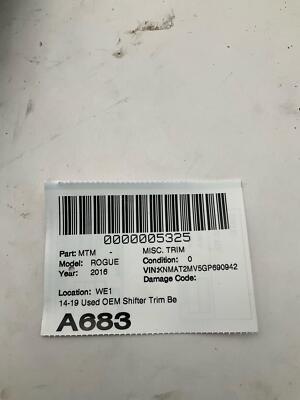 0000005325
Part: MTM - MISC. TRIM
Model: ROGUE Condition: 0
Year: 2016 VIN:KNMAT2MV5GP690942
Damage Code:
Location: WE1
14-19 Used OEM Shifter Trim Be
A683